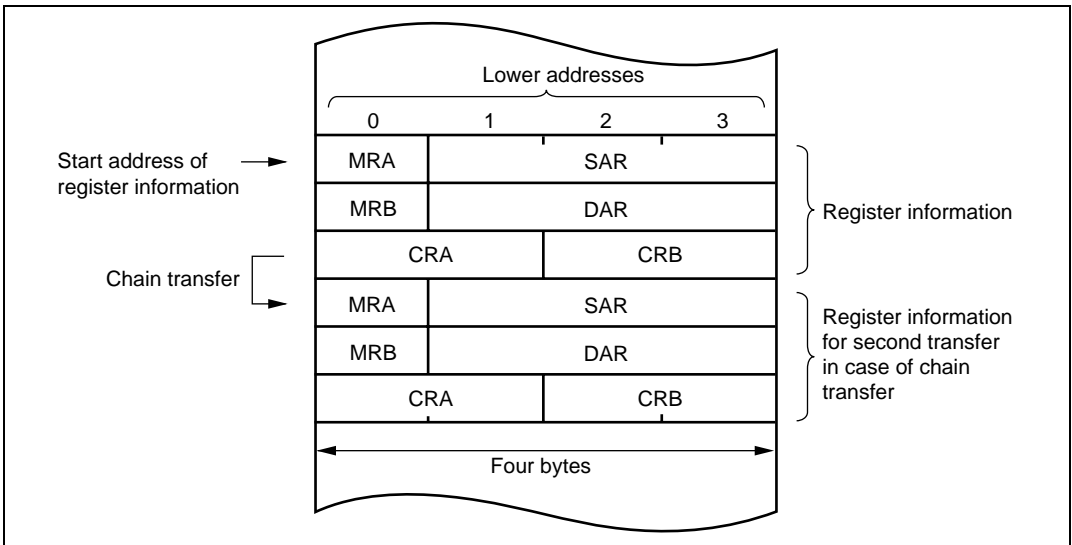 Lower addresses
0 1 2 3
Start address of
register information
MRA SAR
MRB DAR
Register information
CRA CRB
Chain transfer
MRA SAR
MRB DAR
CRA CRB
Register information
for second transfer
in case of chain
transfer
Four bytes